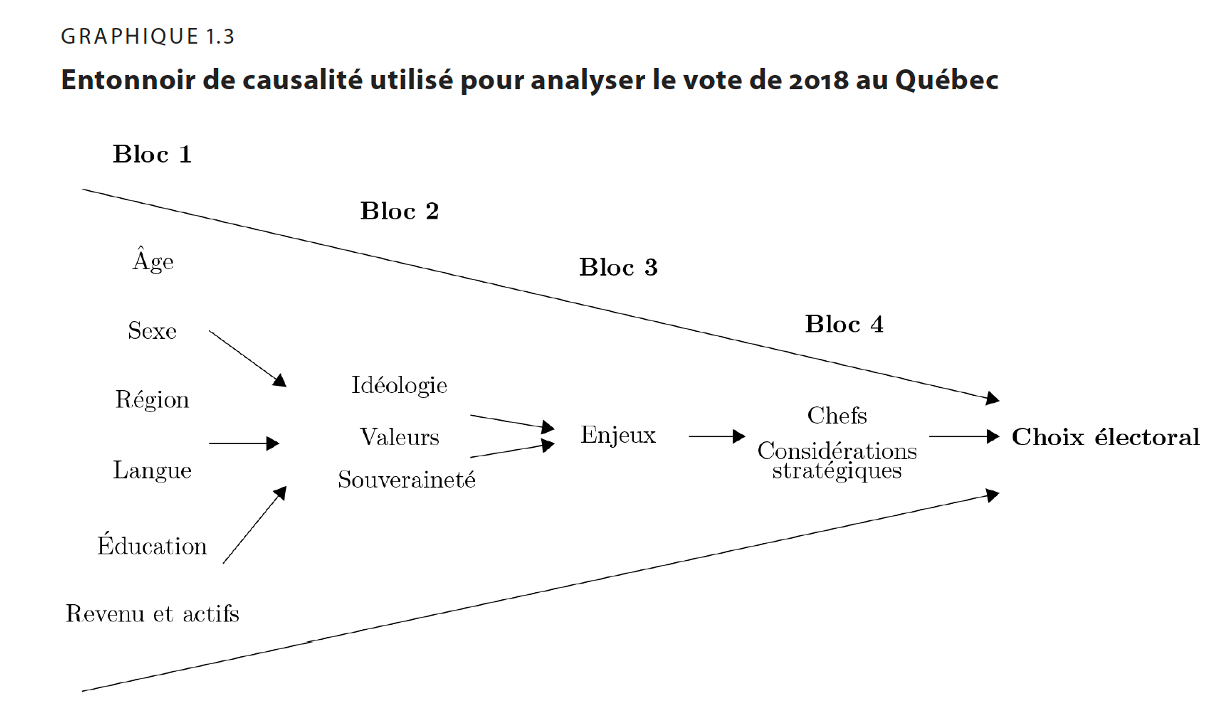 GRAPHIQUE 1.3
Entonnoir de causalité utilisé pour analyser le vote de 2018 au Québec
Bloc 1
Âge
Sexe
Région
Langue
Éducation
Revenu et actifs
Bloc 2
Idéologie
Valeurs
Souveraineté
Bloc 3
Enjeux
Bloc 4
Chefs
Considérations
stratégiques
Choix électoral